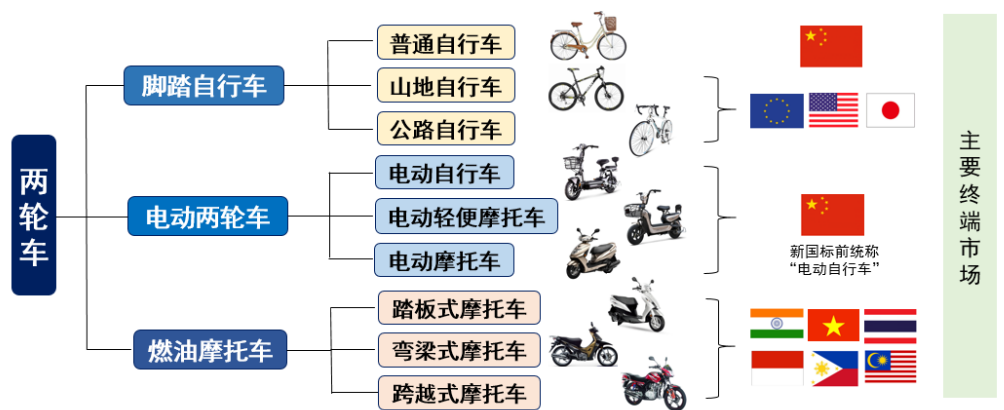 两轮车
脚踏自行车
普通自行车
山地自行车
公路自行车
电动两轮车
电动自行车
电动轻便摩托车
电动摩托车
新国标前统称
“电动自行车”
燃油摩托车
踏板式摩托车
弯梁式摩托车
跨越式摩托车
主要终端市场